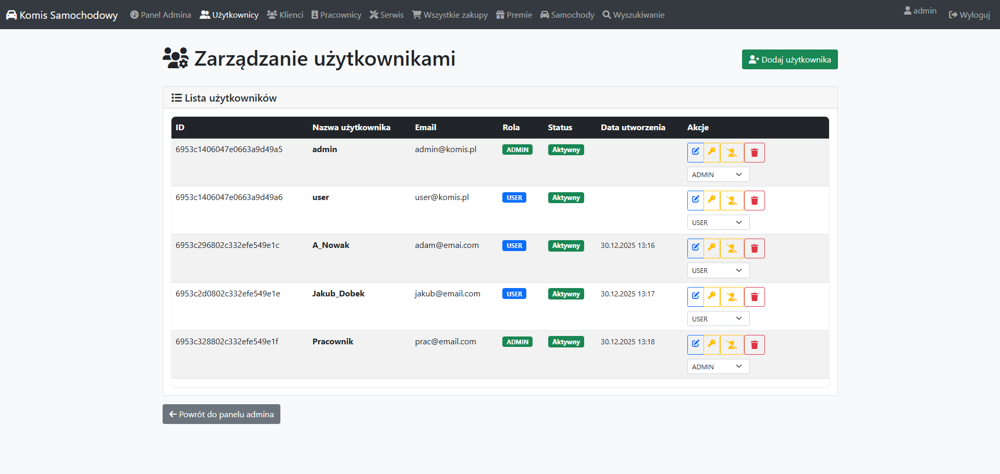 Komis Samochodowy Panel Admina Użytkownicy Klienci Pracownicy Serwis Wszystkie zakupy Premie Samochody Wyszukiwanie admin Wyloguj
Zarządzanie użytkownikami
Dodaj użytkownika
Lista użytkowników
ID Nazwa użytkownika Email Rola Status Data utworzenia Akcje
6953c1406047e0663a9d49a5 admin admin@komis.pl ADMIN Aktywny
ADMIN
6953c1406047e0663a9d49a6 user user@komis.pl USER Aktywny
USER
6953c296802c332efe549e1c A_Nowak adam@emai.com USER Aktywny 30.12.2025 13:16
USER
6953c2d0802c332efe549e1e Jakub_Dobek jakub@email.com USER Aktywny 30.12.2025 13:17
USER
6953c328802c332efe549e1f Pracownik prac@email.com ADMIN Aktywny 30.12.2025 13:18
ADMIN
Powrót do panelu admina